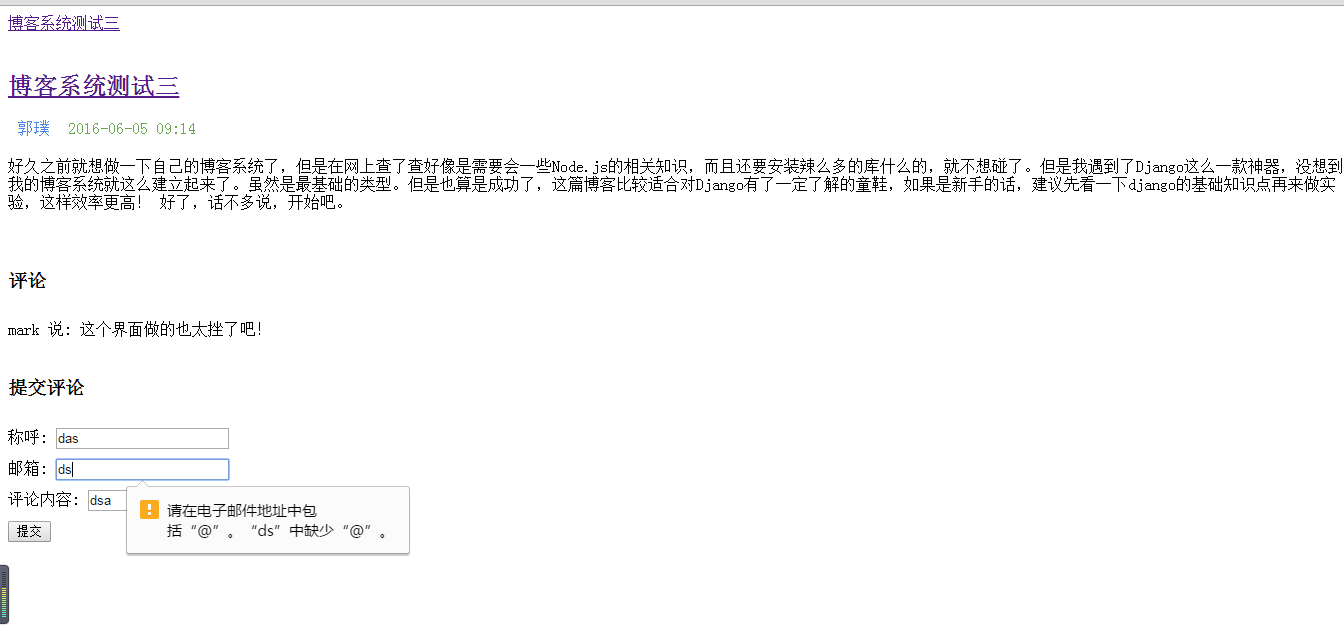 博客系统测试三
博客系统测试三
郭璞 2016-06-05 09:14
好久之前就想做一下自己的博客系统了，但是在网上查了查好像是需要会一些Node.js的相关知识，而且还要安装辣么多的库什么的，就不想碰了。但是我遇到了Django这么一款神器，没想到
我的博客系统就这么建立起来了。虽然是最基础的类型。但也算是成功了，这篇博客比较适合对Django有了一定了解的童鞋，如果是新手的话，建议先看一下django的基础知识点再来做实
验，这样效率更高！ 好了，话不多说，开始吧。
评论
mark 说: 这个界面做的也太挫了吧!
提交评论
称呼: das
邮箱: ds
评论内容: dsa
请在电子邮件地址中包
括“@”。“ds”中缺少“@”。
提交